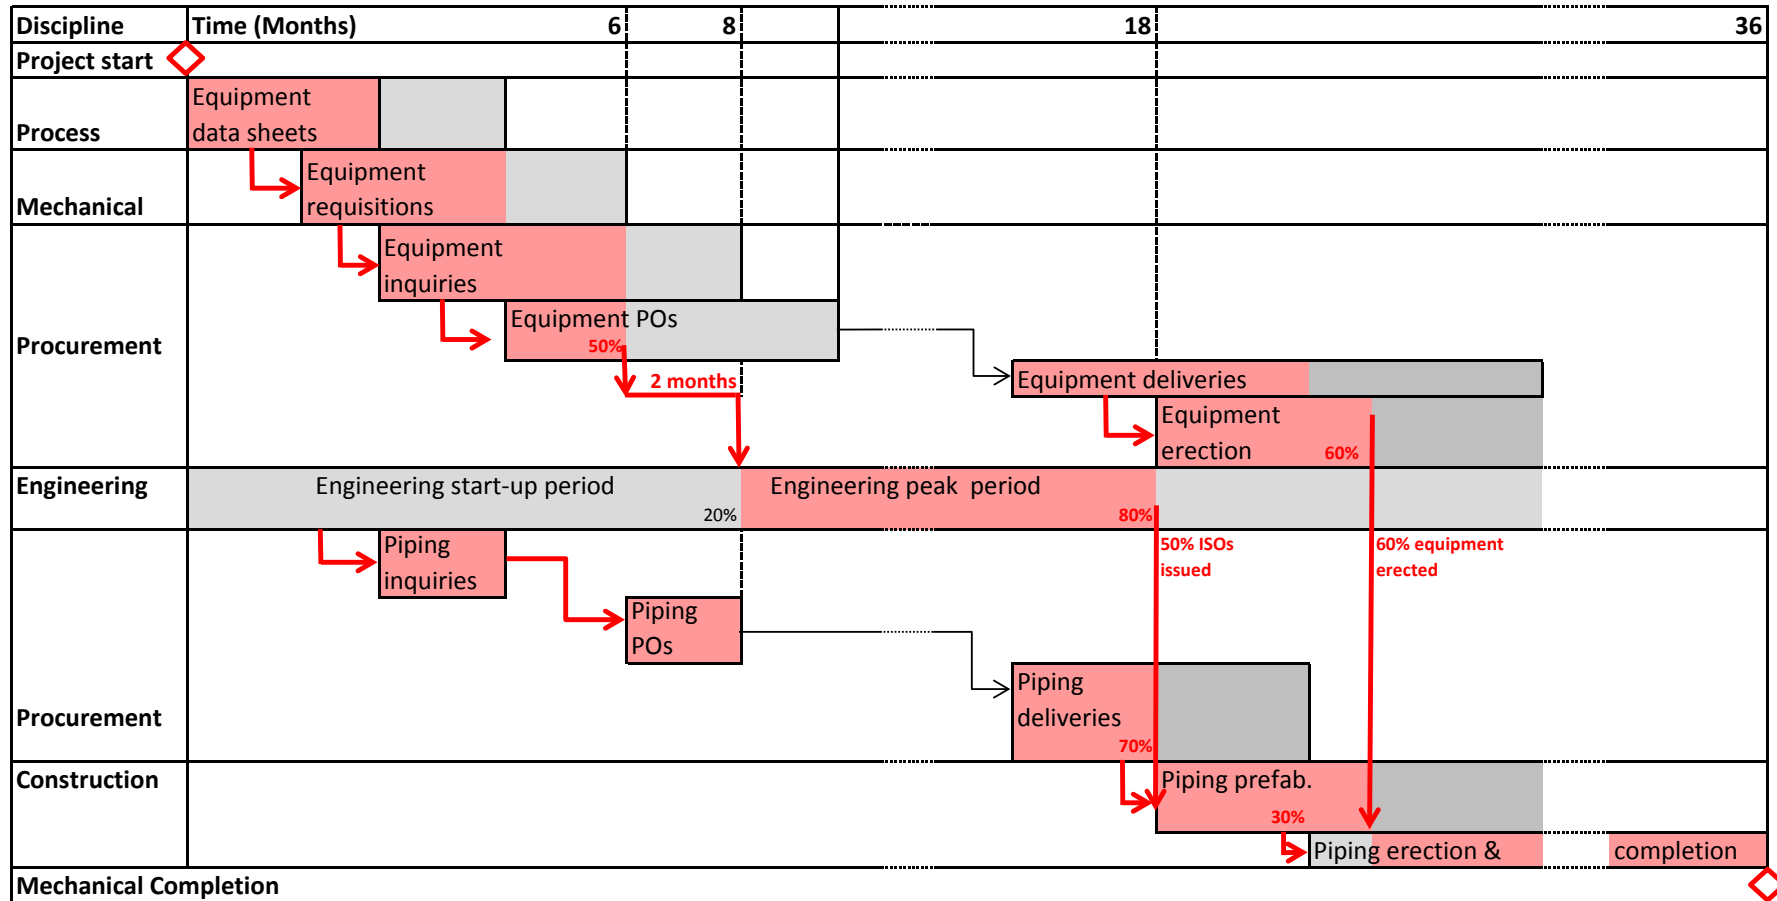 Discipline Time (Months) 6 8 18 36
Project start
Equipment
Process data sheets
Equipment
Mechanical requisitions
Equipment
inquiries
Equipment POs
Procurement 50%
2 months
Equipment deliveries
Equipment
erection 60%
Engineering Engineering start-up period Engineering peak period
20% 80%
Piping 50% ISOs 60% equipment
inquiries issued erected
Piping
POs
Piping
Procurement deliveries
70%
Construction Piping prefab.
30%
Piping erection & completion
Mechanical Completion